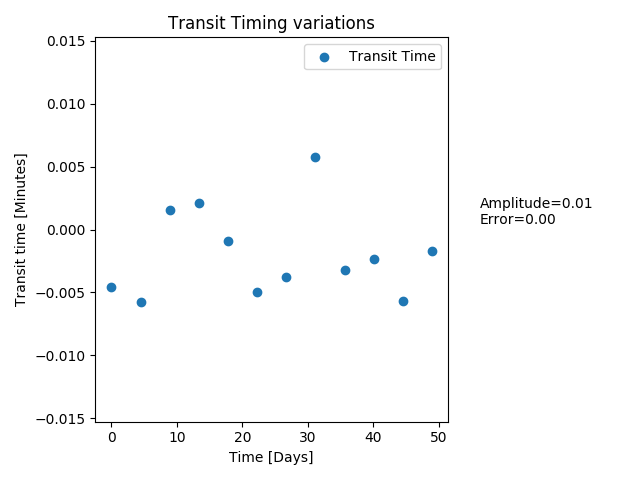 Transit Timing variations
Transit Time
0.015
0.010
0.005
0.000
−0.005
−0.010
−0.015
Transit time [Minutes]
Amplitude=0.01
Error=0.00
0 10 20 30 40 50
Time [Days]